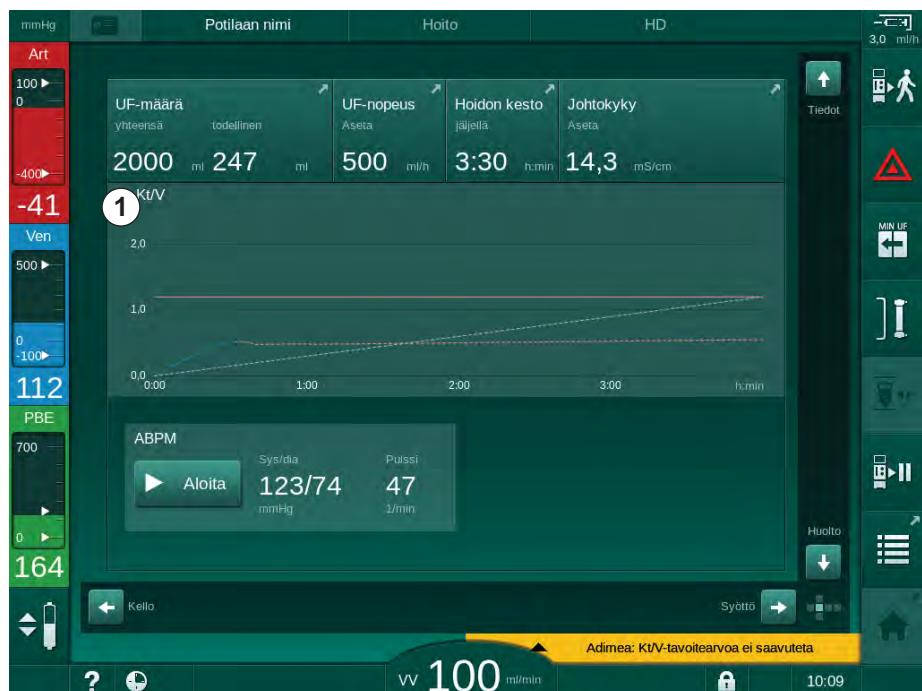 mmHg
Potilaan nimi
Hoito
HD
3,0 ml/h
Art
100
0
-400
-41
Ven
500
0
-100
112
PBE
700
0
164
UF-määrä
yhteensä todellinen
2000 ml 247 ml
UF-nopeus
Aseta
500 ml/h
Hoidon kesto
jäljellä
3:30 h:min
Johtokyky
Aseta
14,3 mS/cm
Tiedot
1
Kt/V
2,0
1,0
0,0
0:00 1:00 2:00 3:00 h:min
ABPM
Aloita
Sys/dia
123/74
mmHg
Pulssi
47
1/min
MIN UF
Huolto
Kello
Syöttö
Adimea: Kt/V-tavoitearvoa ei saavuteta
?
VV 100 ml/min
10:09